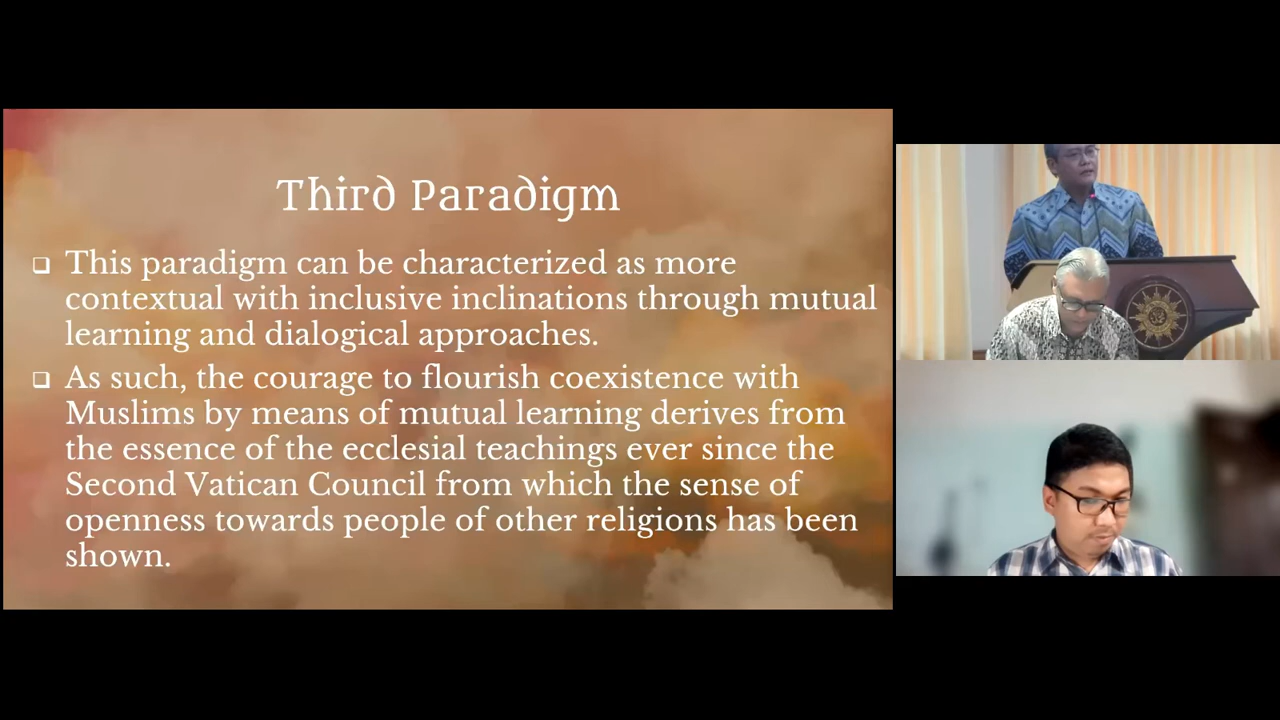 Third Paradigm
❑ This paradigm can be characterized as more
contextual with inclusive inclinations through mutual
learning and dialogical approaches.
❑ As such, the courage to flourish coexistence with
Muslims by means of mutual learning derives from
the essence of the ecclesial teachings ever since the
Second Vatican Council from which the sense of
openness towards people of other religions has been
shown.